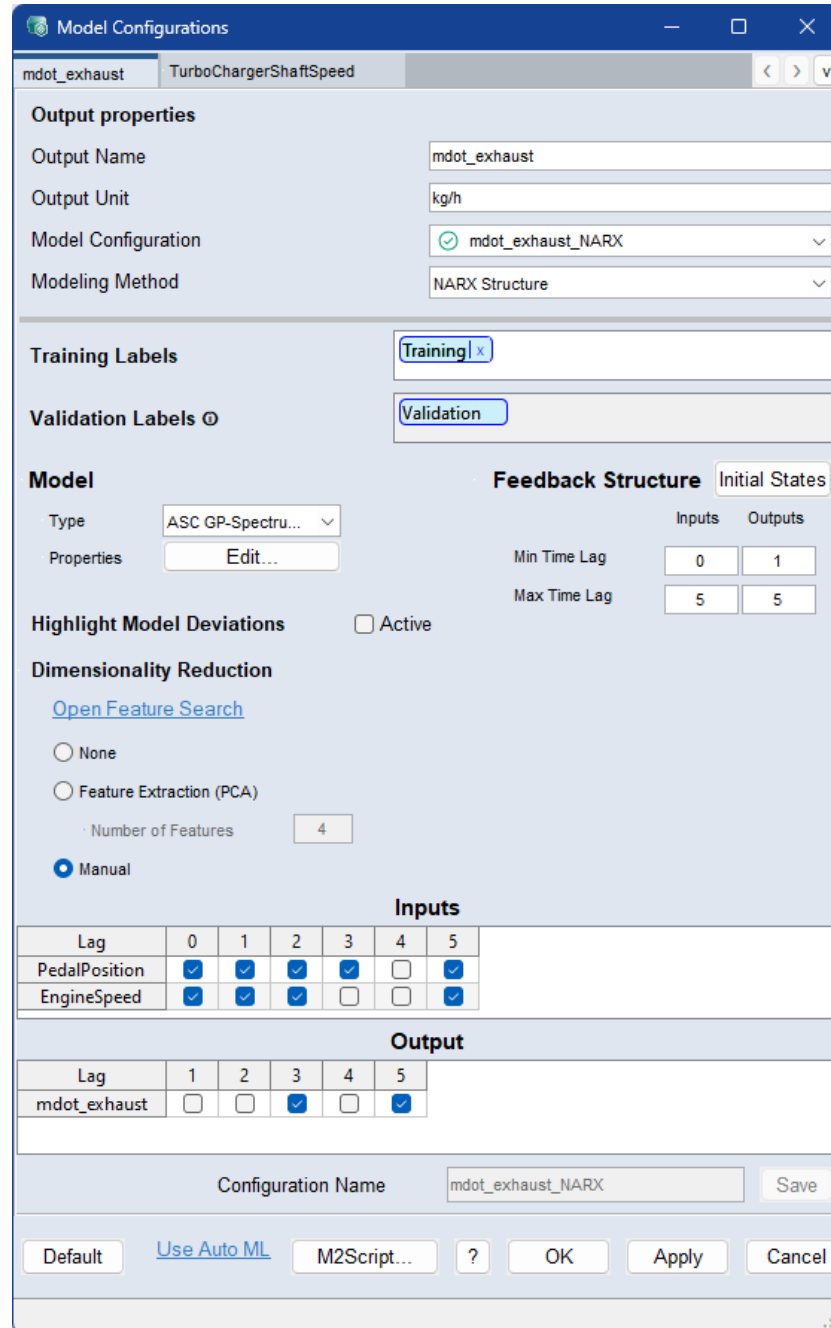 Model Configurations
mdot_exhaust TurboChargerShaftSpeed
Output properties
Output Name mdot_exhaust
Output Unit kg/h
Model Configuration mdot_exhaust_NARX
Modeling Method NARX Structure
Training Labels Training x
Validation Labels Validation
Model Feedback Structure Initial States
Type ASC GP-Spectru... Inputs Outputs
Properties Edit... Min Time Lag 0 1
Max Time Lag 5 5
Highlight Model Deviations Active
Dimensionality Reduction
Open Feature Search
None
Feature Extraction (PCA)
Number of Features 4
Manual
Inputs
Lag 0 1 2 3 4 5
PedalPosition
EngineSpeed
Output
Lag 1 2 3 4 5
mdot_exhaust
Configuration Name mdot_exhaust_NARX Save
Default Use Auto ML M2Script... ? OK Apply Cancel